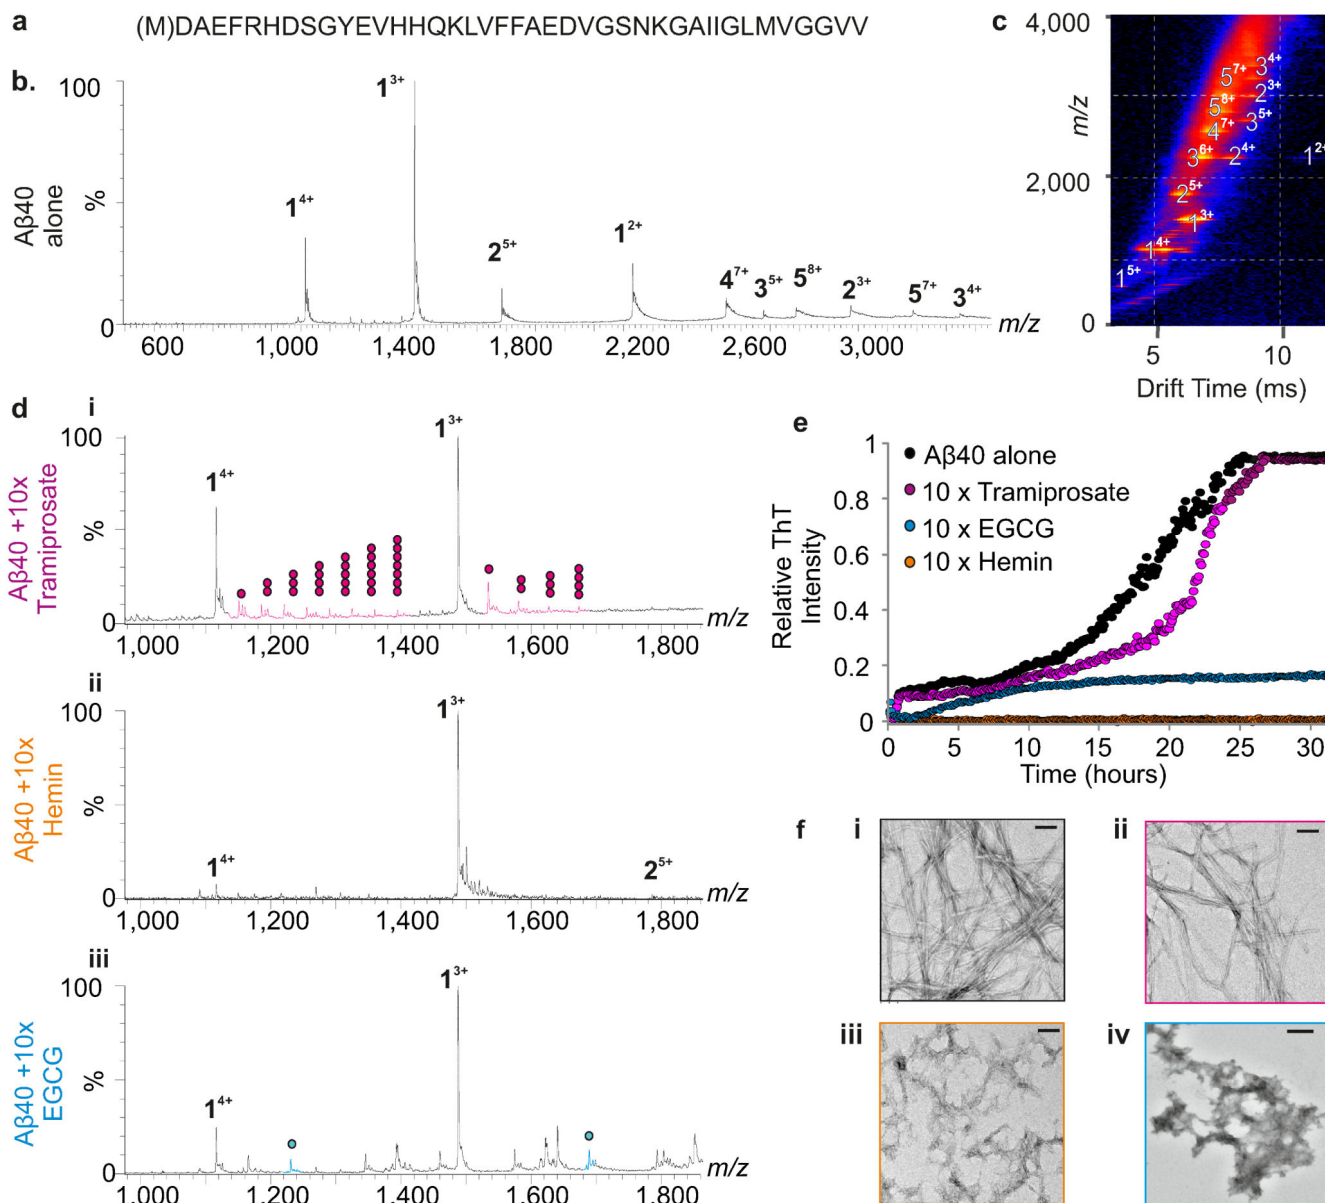 a (M)DAEFRHDSGYEVHHQKLVFFAEDVGSNKGAIIGLMVGGVV
b.
Aβ40 alone
%
100
0
1⁴⁺
1³⁺
2⁵⁺
1²⁺
4⁷⁺
3⁵⁺
5⁸⁺
2³⁺
5⁷⁺
3⁴⁺
600 1,000 1,400 1,800 2,200 2,600 3,000 m/z
c
4,000
m/z
2,000
0
3⁴⁺
5⁷⁺
2³⁺
5⁸⁺
3⁵⁺
4⁷⁺
3⁶⁺
2⁴⁺
1²⁺
2⁵⁺
1³⁺
1⁴⁺
1⁵⁺
5 10
Drift Time (ms)
d
i
Aβ40 +10x
Tramiprosate
%
100
0
1⁴⁺
1³⁺
1,000 1,200 1,400 1,600 1,800 m/z
ii
Aβ40 +10x
Hemin
%
100
0
1⁴⁺
1³⁺
2⁵⁺
1,000 1,200 1,400 1,600 1,800 m/z
iii
Aβ40 +10x
EGCG
%
100
0
1⁴⁺
1³⁺
1,000 1,200 1,400 1,600 1,800 m/z
e
Relative ThT
Intensity
1
0.8
0.6
0.4
0.2
0
Aβ40 alone
10 x Tramiprosate
10 x EGCG
10 x Hemin
0 5 10 15 20 25 30
Time (hours)
f
i
ii
iii
iv